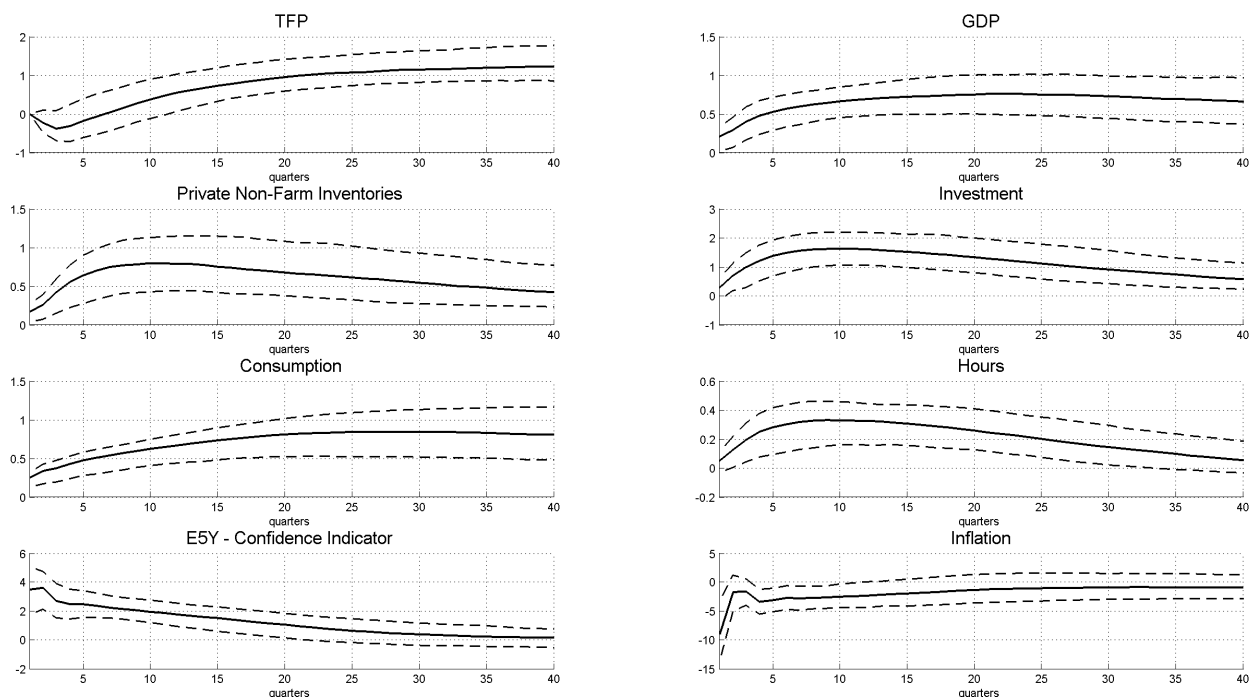 TFP
2
1
0
-1
5 10 15 20 25 30 35 40
quarters
GDP
1.5
1
0.5
0
5 10 15 20 25 30 35 40
quarters
Private Non-Farm Inventories
1.5
1
0.5
0
5 10 15 20 25 30 35 40
quarters
Investment
3
2
1
0
-1
5 10 15 20 25 30 35 40
quarters
Consumption
1.5
1
0.5
0
5 10 15 20 25 30 35 40
quarters
Hours
0.6
0.4
0.2
0
-0.2
5 10 15 20 25 30 35 40
quarters
E5Y - Confidence Indicator
6
4
2
0
-2
5 10 15 20 25 30 35 40
quarters
Inflation
5
0
-5
-10
-15
5 10 15 20 25 30 35 40
quarters